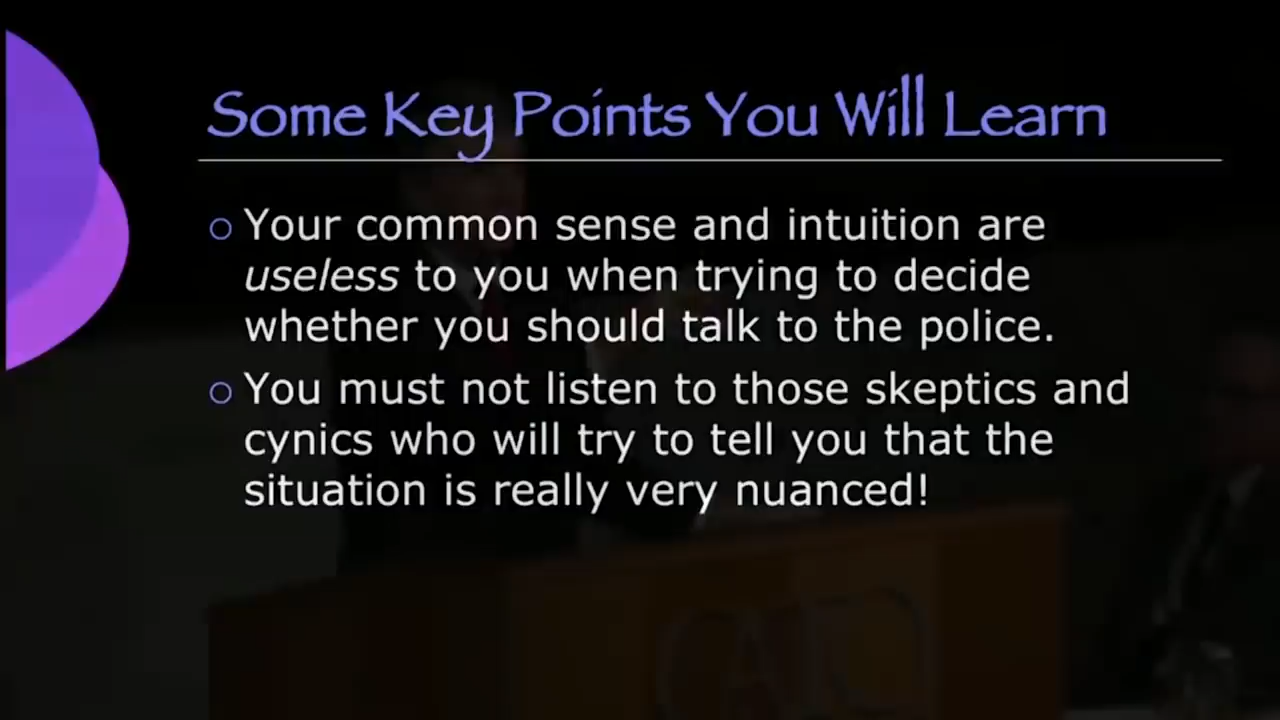 Some Key Points You Will Learn
Your common sense and intuition are
useless to you when trying to decide
whether you should talk to the police.
You must not listen to those skeptics and
cynics who will try to tell you that the
situation is really very nuanced!
CATO